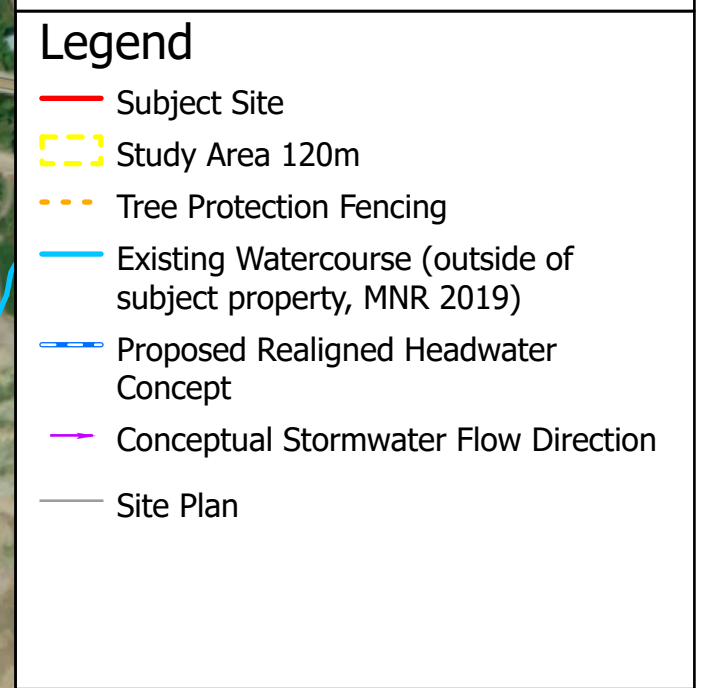 Legend
Subject Site
Study Area 120m
Tree Protection Fencing
Existing Watercourse (outside of
subject property, MNR 2019)
Proposed Realigned Headwater
Concept
Conceptual Stormwater Flow Direction
Site Plan